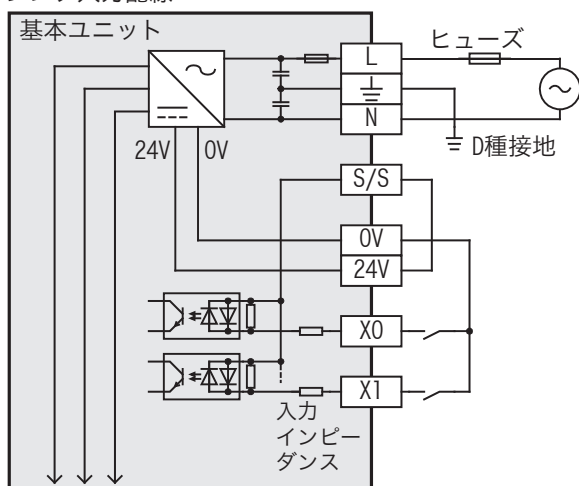 基本ユニット
L
ヒューズ
N
24V
0V
D種接地
S/S
0V
24V
X0
X1
入力
インピー
ダンス